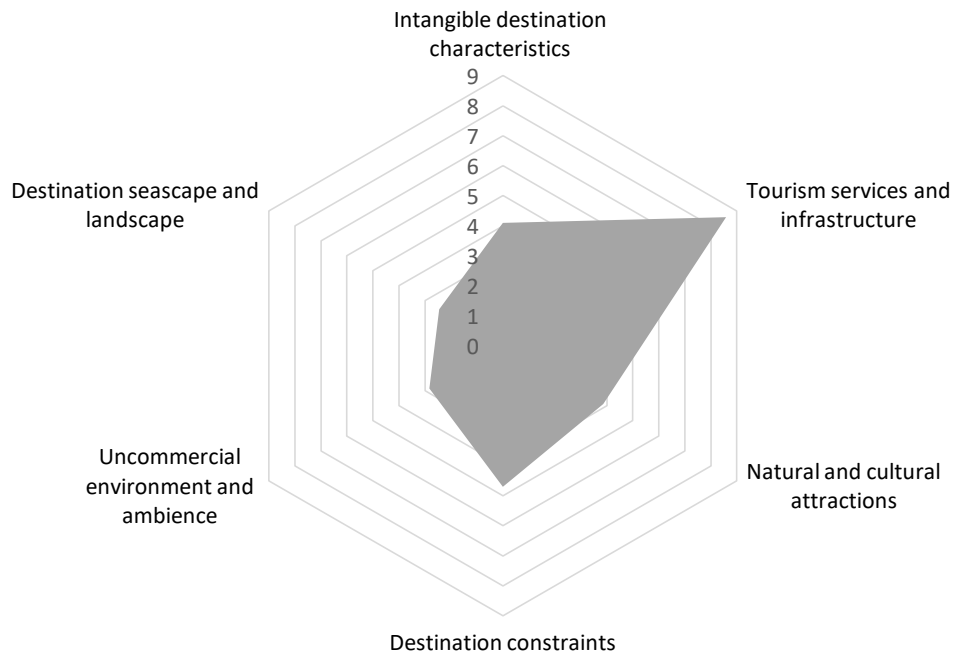 Intangible destination
characteristics
9
8
7
6
5
4
3
2
1
0
Tourism services and
infrastructure
Natural and cultural
attractions
Destination constraints
Uncommercial
environment and
ambience
Destination seascape and
landscape